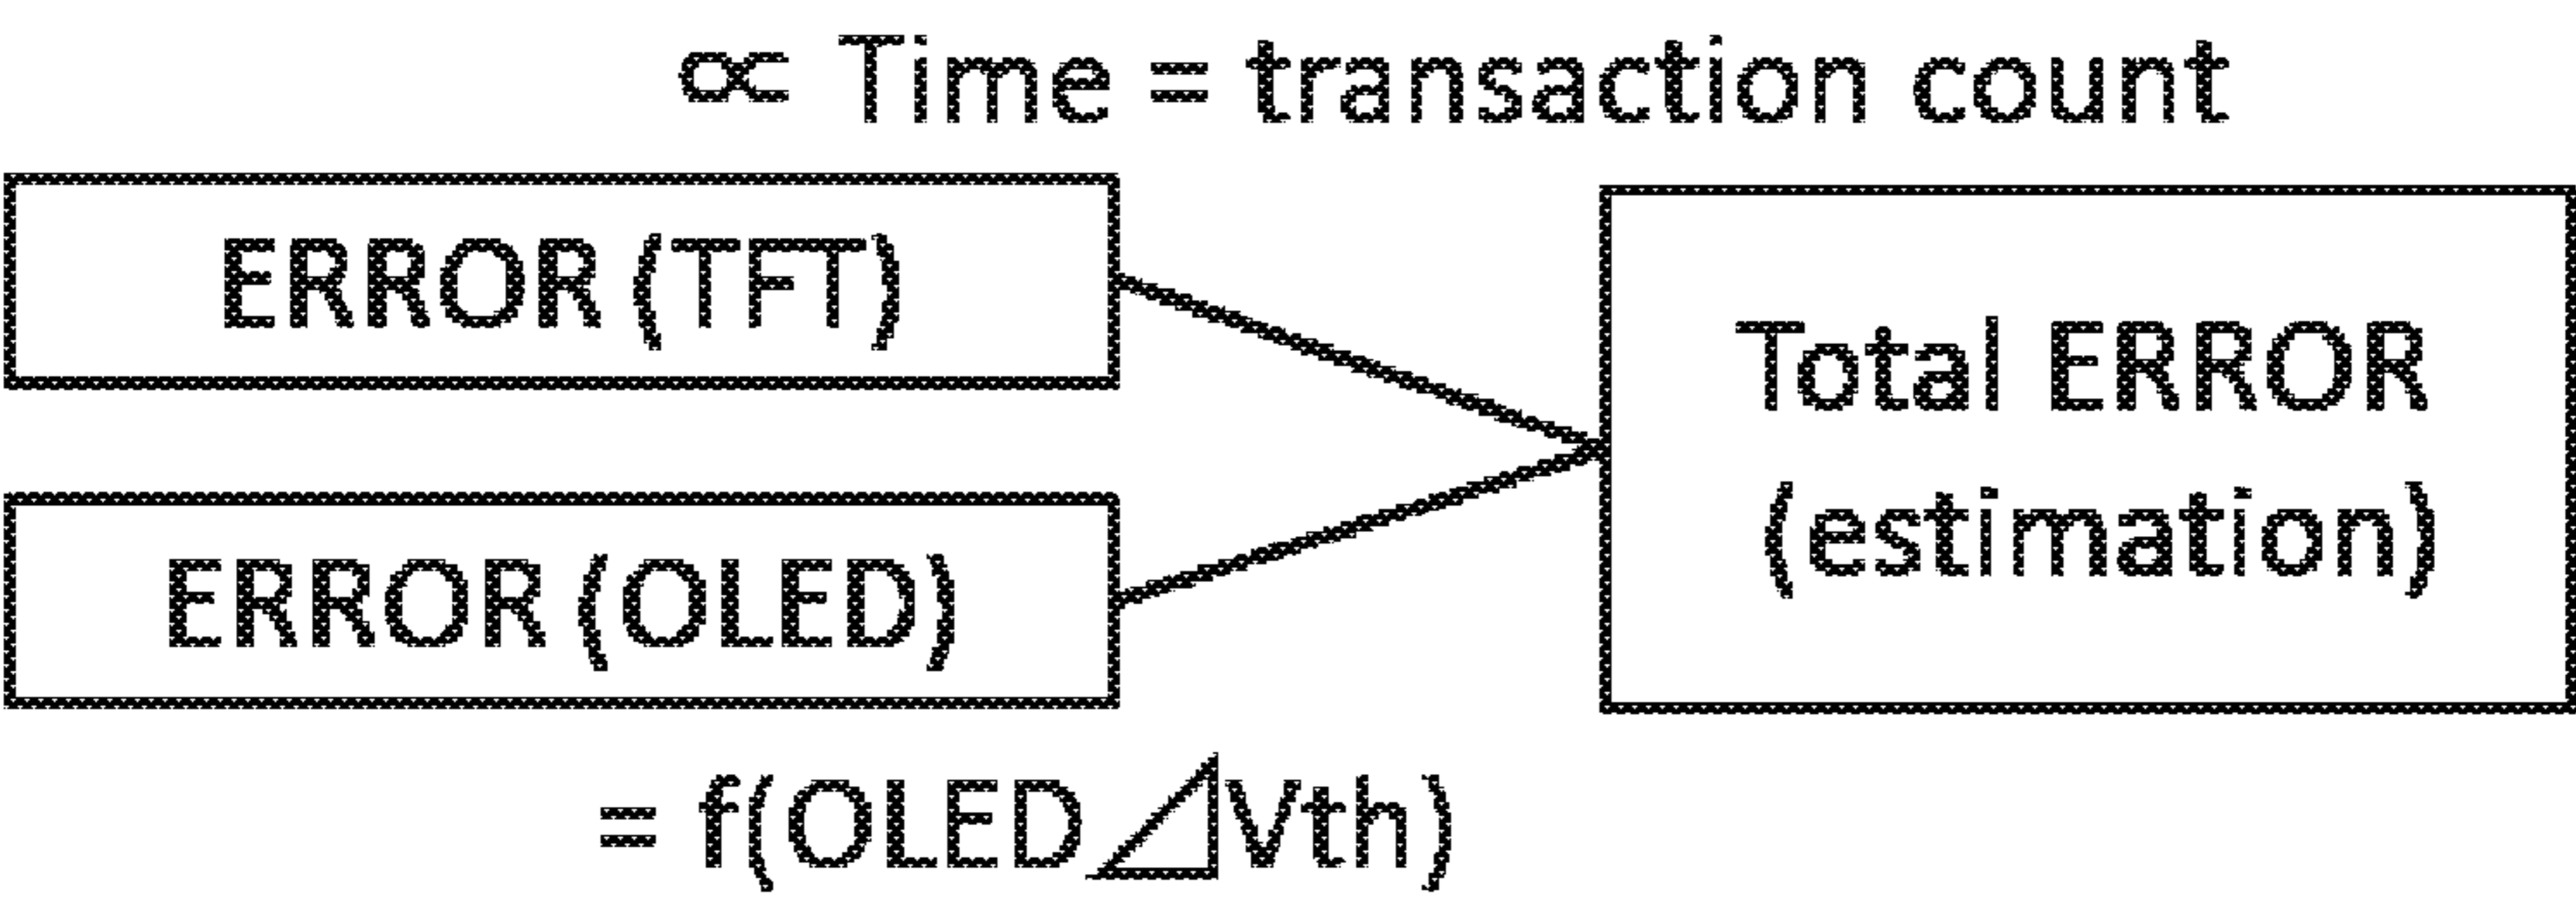 ∝ Time = transaction count
ERROR (TFT)
Total ERROR
(estimation)
ERROR (OLED)
= f(OLED⊿Vth)